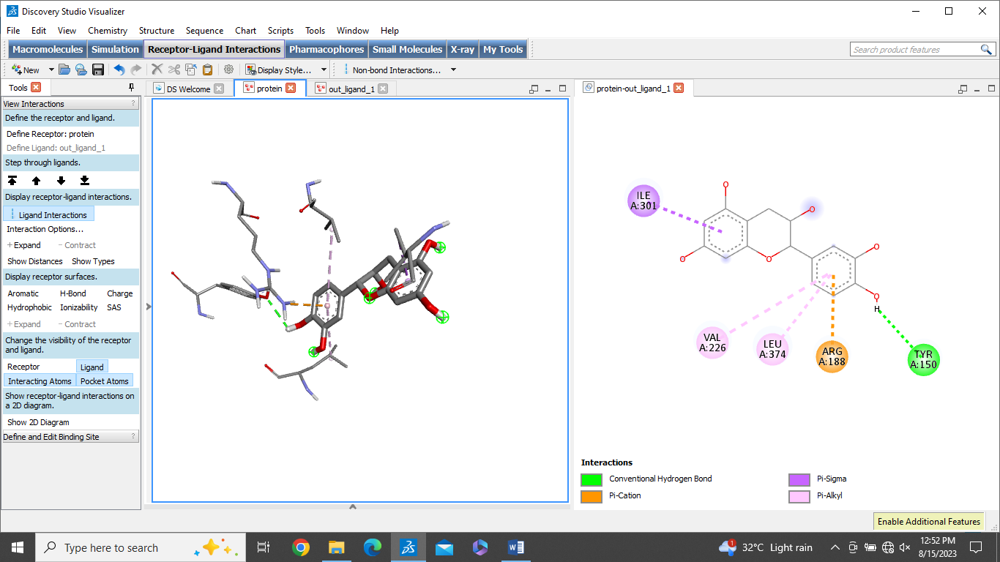 Discovery Studio Visualizer
File Edit View Chemistry Structure Sequence Chart Scripts Tools Window Help
Macromolecules Simulation Receptor-Ligand Interactions Pharmacophores Small Molecules X-ray My Tools
Search product features
New Display Style... Non-bond Interactions...
Tools
DS Welcome protein out_ligand_1
protein-out_ligand_1
View Interactions ?
Define the receptor and ligand.
Define Receptor: protein
Define Ligand: out_ligand_1
Step through ligands.
Display receptor-ligand interactions.
Ligand Interactions
Interaction Options...
+ Expand - Contract
Show Distances Show Types
Display receptor surfaces.
Aromatic H-Bond Charge
Hydrophobic Ionizability SAS
+ Expand - Contract
Change the visibility of the receptor
and ligand.
Receptor Ligand
Interacting Atoms Pocket Atoms
Show receptor-ligand interactions on
a 2D diagram.
Show 2D Diagram
Define and Edit Binding Site ?
O
ILE
A:301
O
O
O
O
O
H
VAL
A:226
LEU
A:374
ARG
A:188
TYR
A:150
Interactions
Conventional Hydrogen Bond
Pi-Cation
Pi-Sigma
Pi-Alkyl
Enable Additional Features
Type here to search
1
32°C Light rain
12:52 PM
8/15/2023